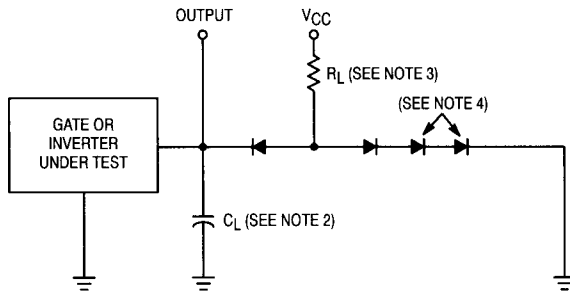 OUTPUT
VCC
RL (SEE NOTE 3)
(SEE NOTE 4)
GATE OR
INVERTER
UNDER TEST
CL (SEE NOTE 2)